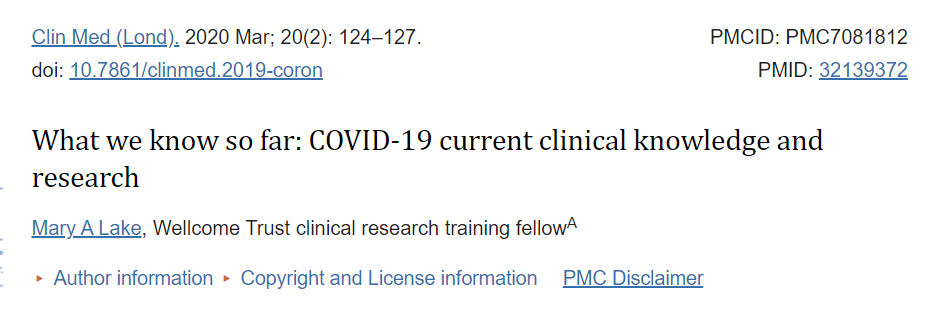 Clin Med (Lond). 2020 Mar; 20(2): 124–127. PMCID: PMC7081812
doi: 10.7861/clinmed.2019-coron PMID: 32139372
What we know so far: COVID-19 current clinical knowledge and
research
Mary A Lake, Wellcome Trust clinical research training fellowA
▸ Author information ▸ Copyright and License information PMC Disclaimer